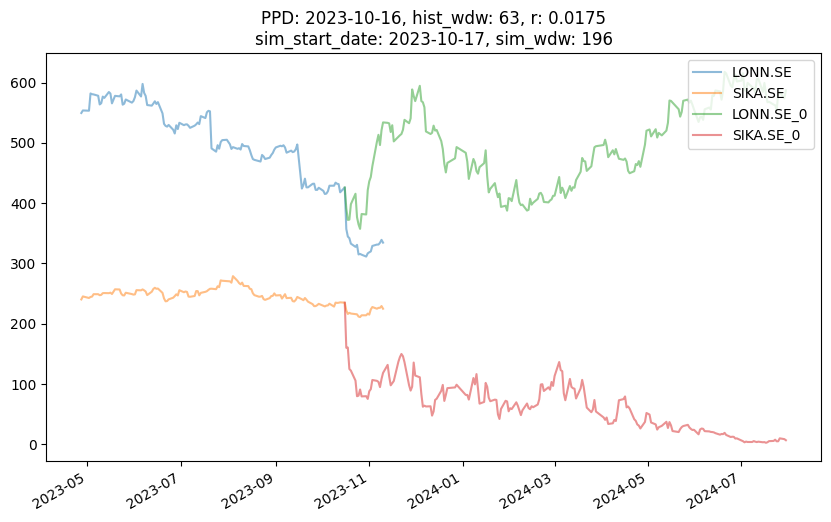 PPD: 2023-10-16, hist_wdw: 63, r: 0.0175
sim_start_date: 2023-10-17, sim_wdw: 196
LONN.SE
SIKA.SE
LONN.SE_0
SIKA.SE_0
600
500
400
300
200
100
0
2023-05
2023-07
2023-09
2023-11
2024-01
2024-03
2024-05
2024-07